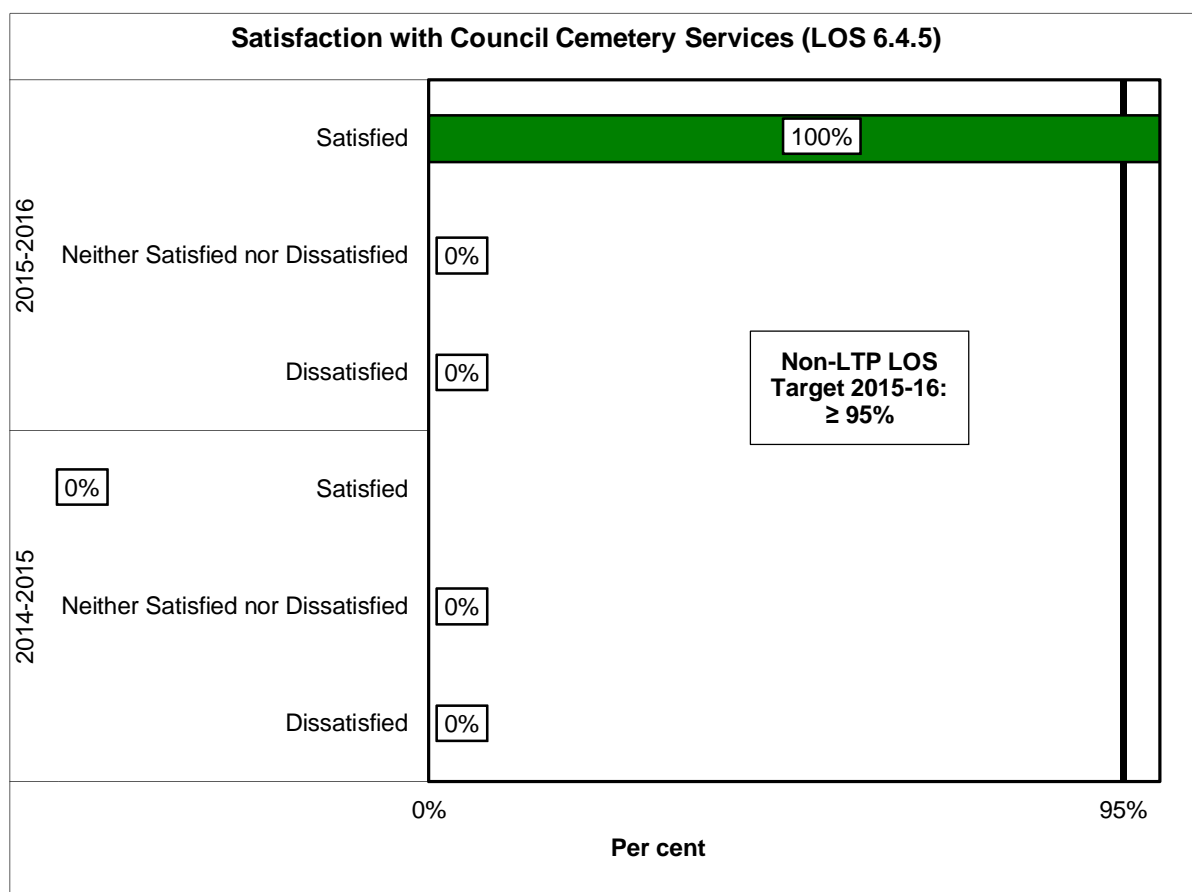 Satisfaction with Council Cemetery Services (LOS 6.4.5)
2015-2016
Satisfied
100%
Neither Satisfied nor Dissatisfied
0%
Dissatisfied
0%
Non-LTP LOS
Target 2015-16:
≥ 95%
2014-2015
0%
Satisfied
Neither Satisfied nor Dissatisfied
0%
Dissatisfied
0%
0%
95%
Per cent